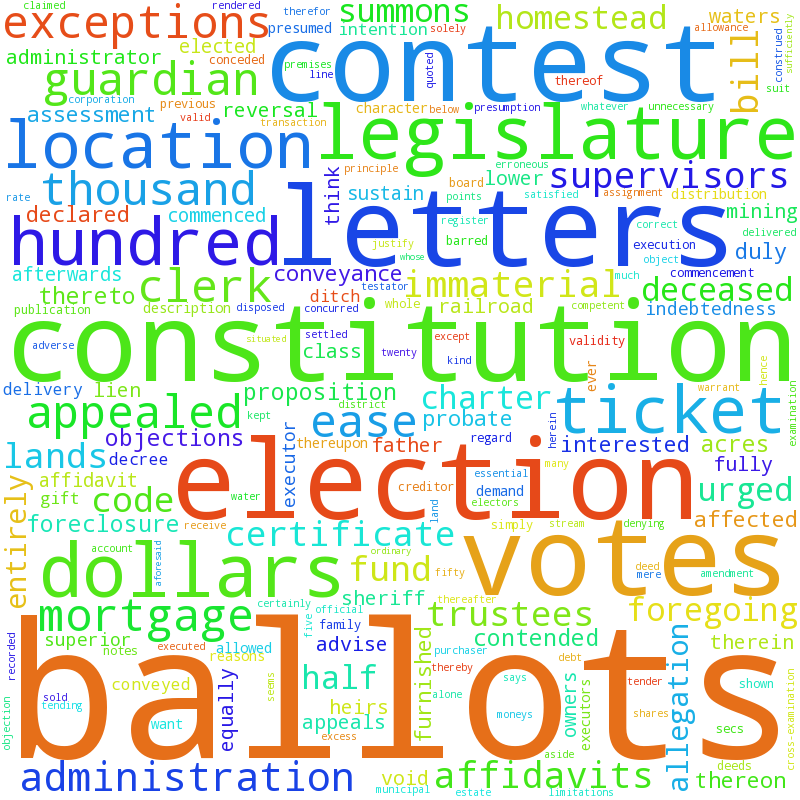 claimed
rendered
therefor
summons
homestead
waters
exceptions
presumed
intention
solely
elected
allowance
administrator
conceded
quoted
contest
bill
construed
sufficiently
guardian
premises
line
thereof
suit
corporation
previous
character
below
presumption
whatever
unnecessary
assessment
reversal
valid
transaction
legislature
location
think
principle
erroneous
lower
supervisors
board
thousand
sustain
points
satisfied
assignment
distribution
rate
declared
commenced
register
mining
correct
delivered
hundred
letters
justify
barred
execution
duly
whose
object
afterwards
conveyance
commencement
much
clerk
testator
immaterial
competent
deceased
thereto
ditch
publication
description
disposed
concurred
whole
railroad
indebtedness
constitution
adverse
situated
settled
class
twenty
except
kind
validity
hence
delivery
lien
proposition
charter
ticket
ever
warrant
examination
appealed
kept
district
ease
probate
herein
objections
executor
thereupon
father
regard
interested
acres
lands
decree
essential
many
fully
affidavit
election
creditor
demand
urged
entirely
gift
code
water
electors
land
foreclosure
receive
certificate
simply
stream
denying
affected
account
ordinary
aforesaid
dollars
fund
fifty
votes
deed
mere
amendment
certainly
sheriff
thereafter
mortgage
five
official
trustees
foregoing
recorded
superior
notes
executed
allowed
family
advise
furnished
contended
therein
reasons
purchaser
thereby
debt
objection
ballots
seems
half
says
owners
tender
allegation
shown
cross-examination
conveyed
equally
sold
tending
heirs
alone
moneys
shares
secs
want
appeals
executors
excess
aside
deeds
administration
void
affidavits
thereon
municipal
estate
limitations